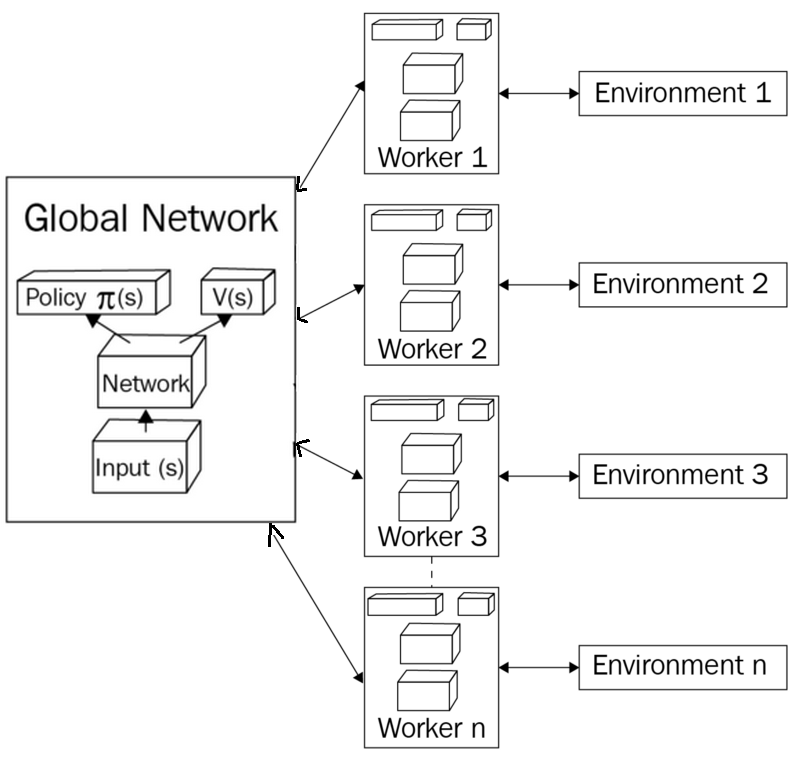 Global Network
Policy π(s)
V(s)
Network
Input (s)
Worker 1
Environment 1
Worker 2
Environment 2
Worker 3
Environment 3
Worker n
Environment n